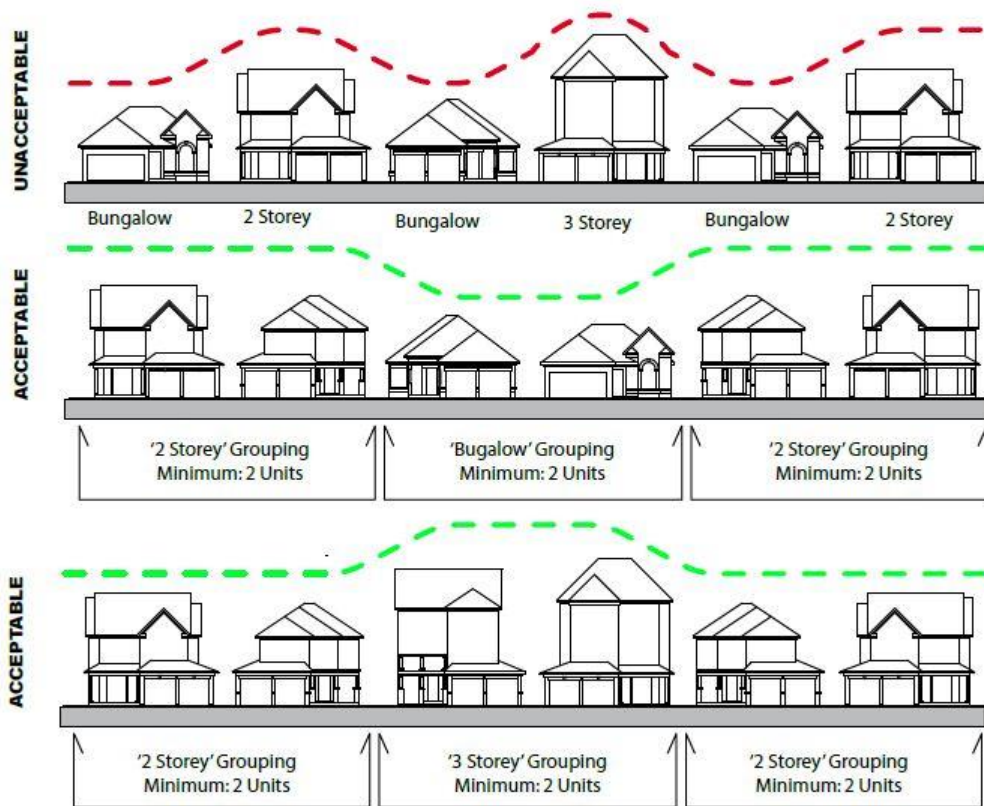 UNACCEPTABLE
Bungalow
2 Storey
Bungalow
3 Storey
Bungalow
2 Storey
ACCEPTABLE
'2 Storey' Grouping
Minimum: 2 Units
'Bugalow' Grouping
Minimum: 2 Units
'2 Storey' Grouping
Minimum: 2 Units
ACCEPTABLE
'2 Storey' Grouping
Minimum: 2 Units
'3 Storey' Grouping
Minimum: 2 Units
'2 Storey' Grouping
Minimum: 2 Units